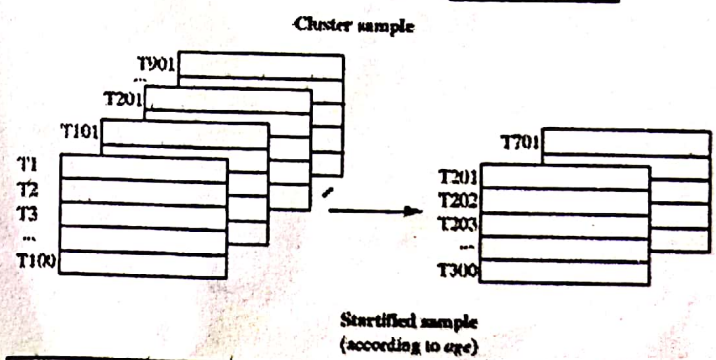 Cluster sample
T901
...
T201
T101
T1
T2
T3
...
T100
T701
T201
T202
T203
...
T300
Startified sample
(according to age)